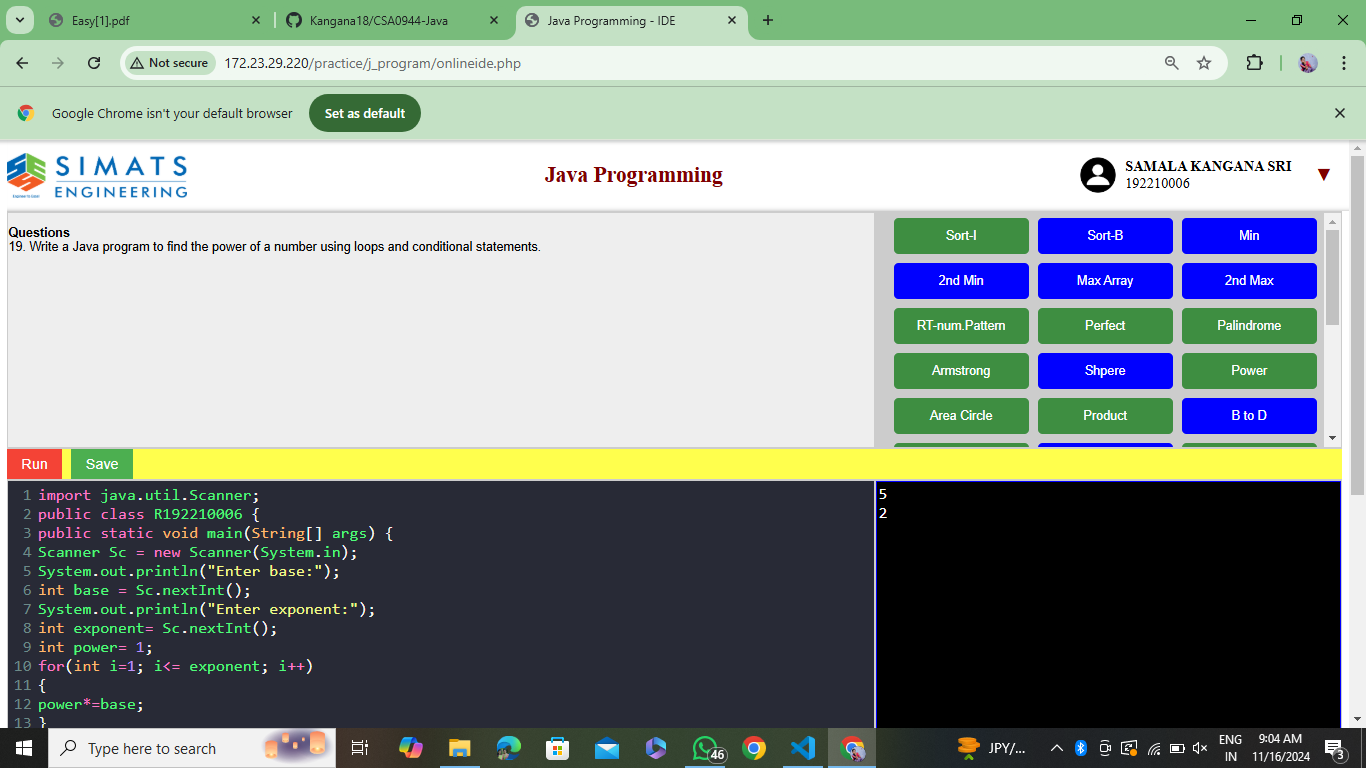 Easy[1].pdf
Kangana18/CSA0944-Java
Java Programming - IDE
Not secure
172.23.29.220/practice/j_program/onlineide.php
Google Chrome isn't your default browser
Set as default
SIMATS
ENGINEERING
Java Programming
SAMALA KANGANA SRI
192210006
Questions
19. Write a Java program to find the power of a number using loops and conditional statements.
Sort-I
Sort-B
Min
2nd Min
Max Array
2nd Max
RT-num.Pattern
Perfect
Palindrome
Armstrong
Shpere
Power
Area Circle
Product
B to D
Run
Save
1 import java.util.Scanner;
2 public class R192210006 {
3 public static void main(String[] args) {
4 Scanner Sc = new Scanner(System.in);
5 System.out.println("Enter base:");
6 int base = Sc.nextInt();
7 System.out.println("Enter exponent:");
8 int exponent= Sc.nextInt();
9 int power= 1;
10 for(int i=1; i<= exponent; i++)
11 {
12 power*=base;
13 }
5
2
Type here to search
46
JPY/...
ENG
IN
9:04 AM
11/16/2024
3